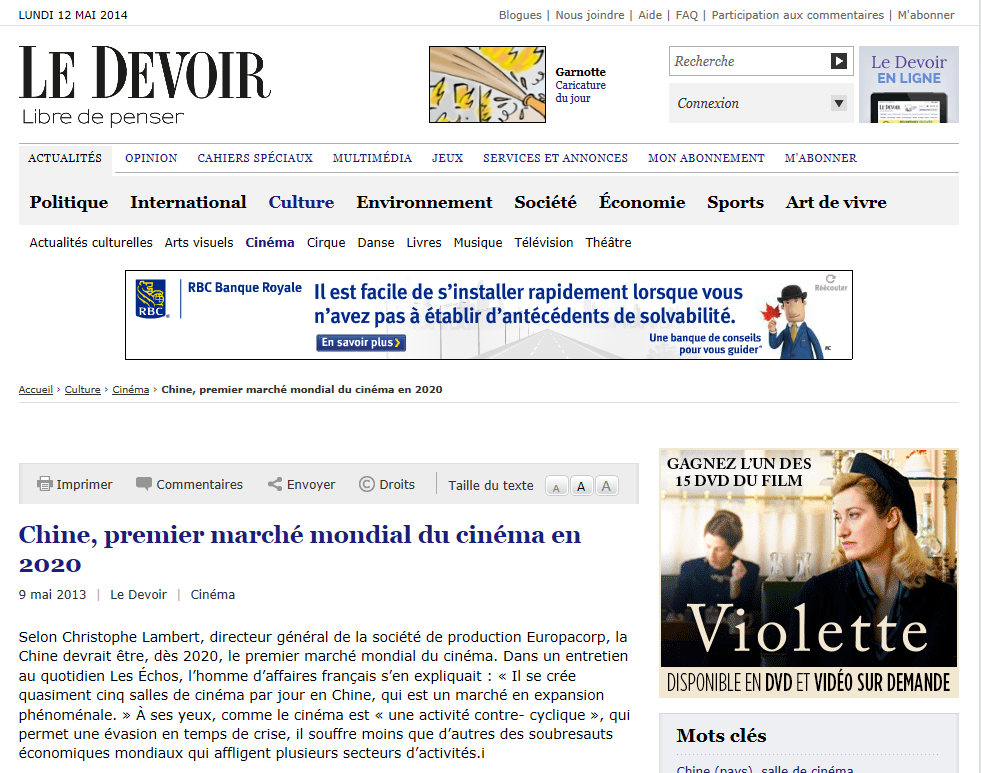 LUNDI 12 MAI 2014
Blogues | Nous joindre | Aide | FAQ | Participation aux commentaires | M'abonner
LE DEVOIR
Libre de penser
Garnotte
Caricature
du jour
Recherche
Connexion
Le Devoir
EN LIGNE
ACTUALITÉS OPINION CAHIERS SPÉCIAUX MULTIMÉDIA JEUX SERVICES ET ANNONCES MON ABONNEMENT M'ABONNER
Politique International Culture Environnement Société Économie Sports Art de vivre
Actualités culturelles Arts visuels Cinéma Cirque Danse Livres Musique Télévision Théâtre
RBC
RBC Banque Royale
Il est facile de s’installer rapidement lorsque vous
n’avez pas à établir d’antécédents de solvabilité.
En savoir plus
Une banque de conseils
pour vous guider
Réécouter
Accueil › Culture › Cinéma › Chine, premier marché mondial du cinéma en 2020
Imprimer Commentaires Envoyer Droits | Taille du texte A A A
Chine, premier marché mondial du cinéma en
2020
9 mai 2013 | Le Devoir | Cinéma
Selon Christophe Lambert, directeur général de la société de production Europacorp, la
Chine devrait être, dès 2020, le premier marché mondial du cinéma. Dans un entretien
au quotidien Les Échos, l’homme d’affaires français s’en expliquait : « Il se crée
quasiment cinq salles de cinéma par jour en Chine, qui est un marché en expansion
phénoménale. » À ses yeux, comme le cinéma est « une activité contre- cyclique », qui
permet une évasion en temps de crise, il souffre moins que d’autres des soubresauts
économiques mondiaux qui affligent plusieurs secteurs d’activités.i
GAGNEZ L'UN DES
15 DVD DU FILM
Violette
DISPONIBLE EN DVD ET VIDÉO SUR DEMANDE
Mots clés
Chine (pays), salle de cinéma